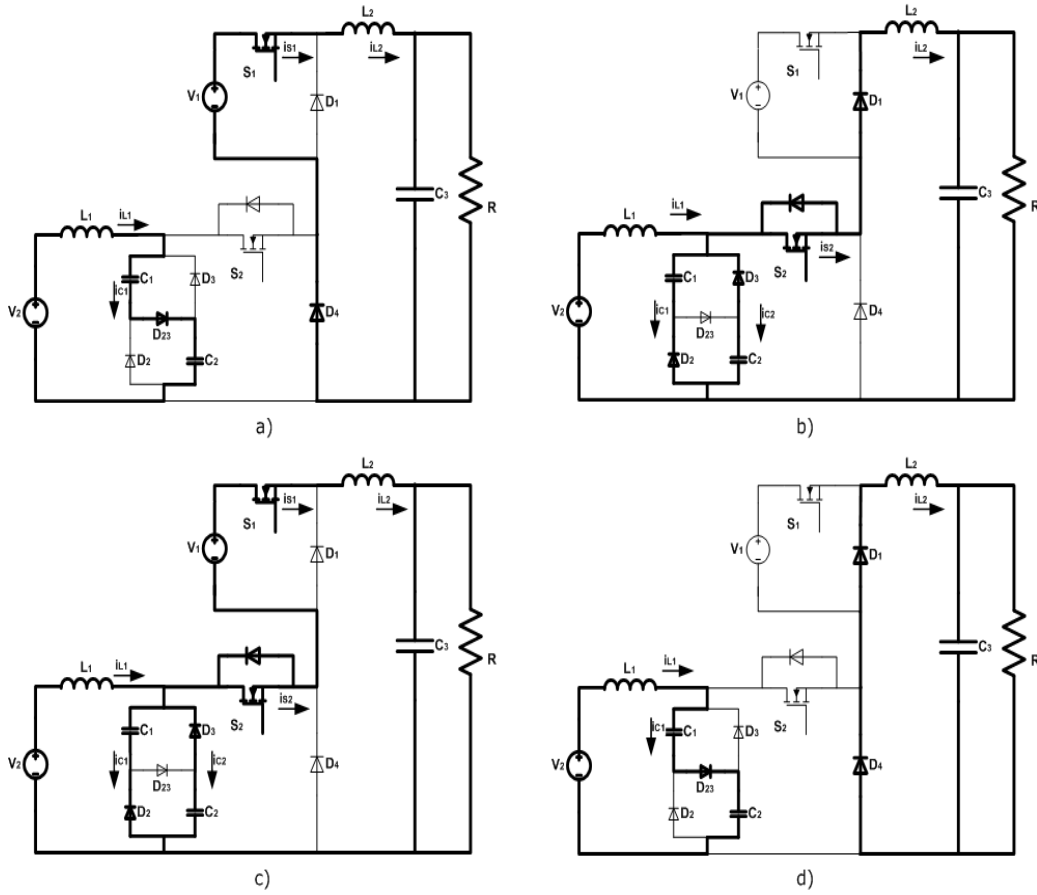 L2
iS1
iL2
S1
V1
D1
C3
R
L1
iL1
S2
C1
D3
iC1
V2
D23
D4
D2
C2
a)
L2
iL2
S1
V1
D1
C3
R
L1
iL1
S2
iS2
C1
D3
iC1
iC2
V2
D23
D4
D2
C2
b)
L2
iS1
iL2
S1
V1
D1
C3
R
L1
iL1
S2
iS2
C1
D3
iC1
iC2
V2
D23
D4
D2
C2
c)
L2
iL2
S1
V1
D1
C3
R
L1
iL1
S2
iC1
C1
D3
V2
D23
D4
D2
C2
d)